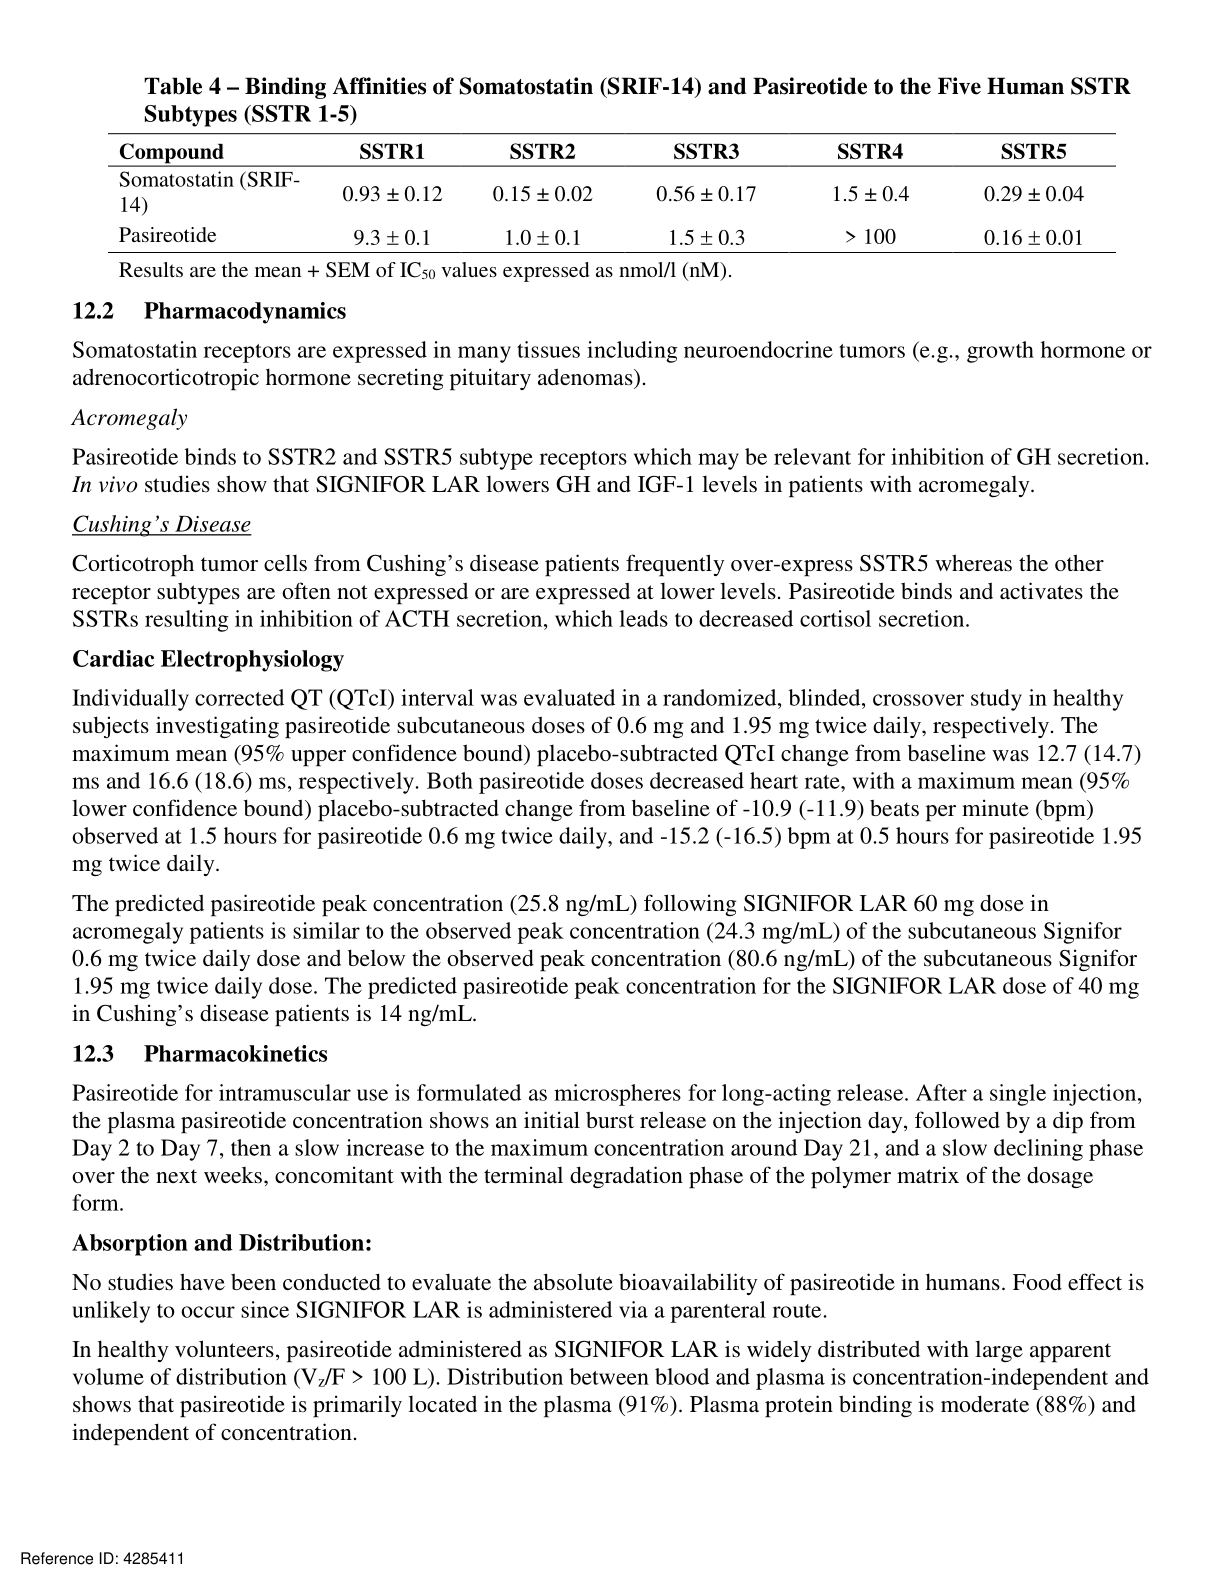 Table 4 – Binding Affinities of Somatostatin (SRIF-14) and Pasireotide to the Five Human SSTR
Subtypes (SSTR 1-5)
Compound SSTR1 SSTR2 SSTR3 SSTR4 SSTR5
Somatostatin (SRIF-
14) 0.93 ± 0.12 0.15 ± 0.02 0.56 ± 0.17 1.5 ± 0.4 0.29 ± 0.04
Pasireotide 9.3 ± 0.1 1.0 ± 0.1 1.5 ± 0.3 > 100 0.16 ± 0.01
Results are the mean + SEM of IC50 values expressed as nmol/l (nM).
12.2 Pharmacodynamics
Somatostatin receptors are expressed in many tissues including neuroendocrine tumors (e.g., growth hormone or
adrenocorticotropic hormone secreting pituitary adenomas).
Acromegaly
Pasireotide binds to SSTR2 and SSTR5 subtype receptors which may be relevant for inhibition of GH secretion.
In vivo studies show that SIGNIFOR LAR lowers GH and IGF-1 levels in patients with acromegaly.
Cushing’s Disease
Corticotroph tumor cells from Cushing’s disease patients frequently over-express SSTR5 whereas the other
receptor subtypes are often not expressed or are expressed at lower levels. Pasireotide binds and activates the
SSTRs resulting in inhibition of ACTH secretion, which leads to decreased cortisol secretion.
Cardiac Electrophysiology
Individually corrected QT (QTcI) interval was evaluated in a randomized, blinded, crossover study in healthy
subjects investigating pasireotide subcutaneous doses of 0.6 mg and 1.95 mg twice daily, respectively. The
maximum mean (95% upper confidence bound) placebo-subtracted QTcI change from baseline was 12.7 (14.7)
ms and 16.6 (18.6) ms, respectively. Both pasireotide doses decreased heart rate, with a maximum mean (95%
lower confidence bound) placebo-subtracted change from baseline of -10.9 (-11.9) beats per minute (bpm)
observed at 1.5 hours for pasireotide 0.6 mg twice daily, and -15.2 (-16.5) bpm at 0.5 hours for pasireotide 1.95
mg twice daily.
The predicted pasireotide peak concentration (25.8 ng/mL) following SIGNIFOR LAR 60 mg dose in
acromegaly patients is similar to the observed peak concentration (24.3 mg/mL) of the subcutaneous Signifor
0.6 mg twice daily dose and below the observed peak concentration (80.6 ng/mL) of the subcutaneous Signifor
1.95 mg twice daily dose. The predicted pasireotide peak concentration for the SIGNIFOR LAR dose of 40 mg
in Cushing’s disease patients is 14 ng/mL.
12.3 Pharmacokinetics
Pasireotide for intramuscular use is formulated as microspheres for long-acting release. After a single injection,
the plasma pasireotide concentration shows an initial burst release on the injection day, followed by a dip from
Day 2 to Day 7, then a slow increase to the maximum concentration around Day 21, and a slow declining phase
over the next weeks, concomitant with the terminal degradation phase of the polymer matrix of the dosage
form.
Absorption and Distribution:
No studies have been conducted to evaluate the absolute bioavailability of pasireotide in humans. Food effect is
unlikely to occur since SIGNIFOR LAR is administered via a parenteral route.
In healthy volunteers, pasireotide administered as SIGNIFOR LAR is widely distributed with large apparent
volume of distribution (Vz/F > 100 L). Distribution between blood and plasma is concentration-independent and
shows that pasireotide is primarily located in the plasma (91%). Plasma protein binding is moderate (88%) and
independent of concentration.
Reference ID: 4285411